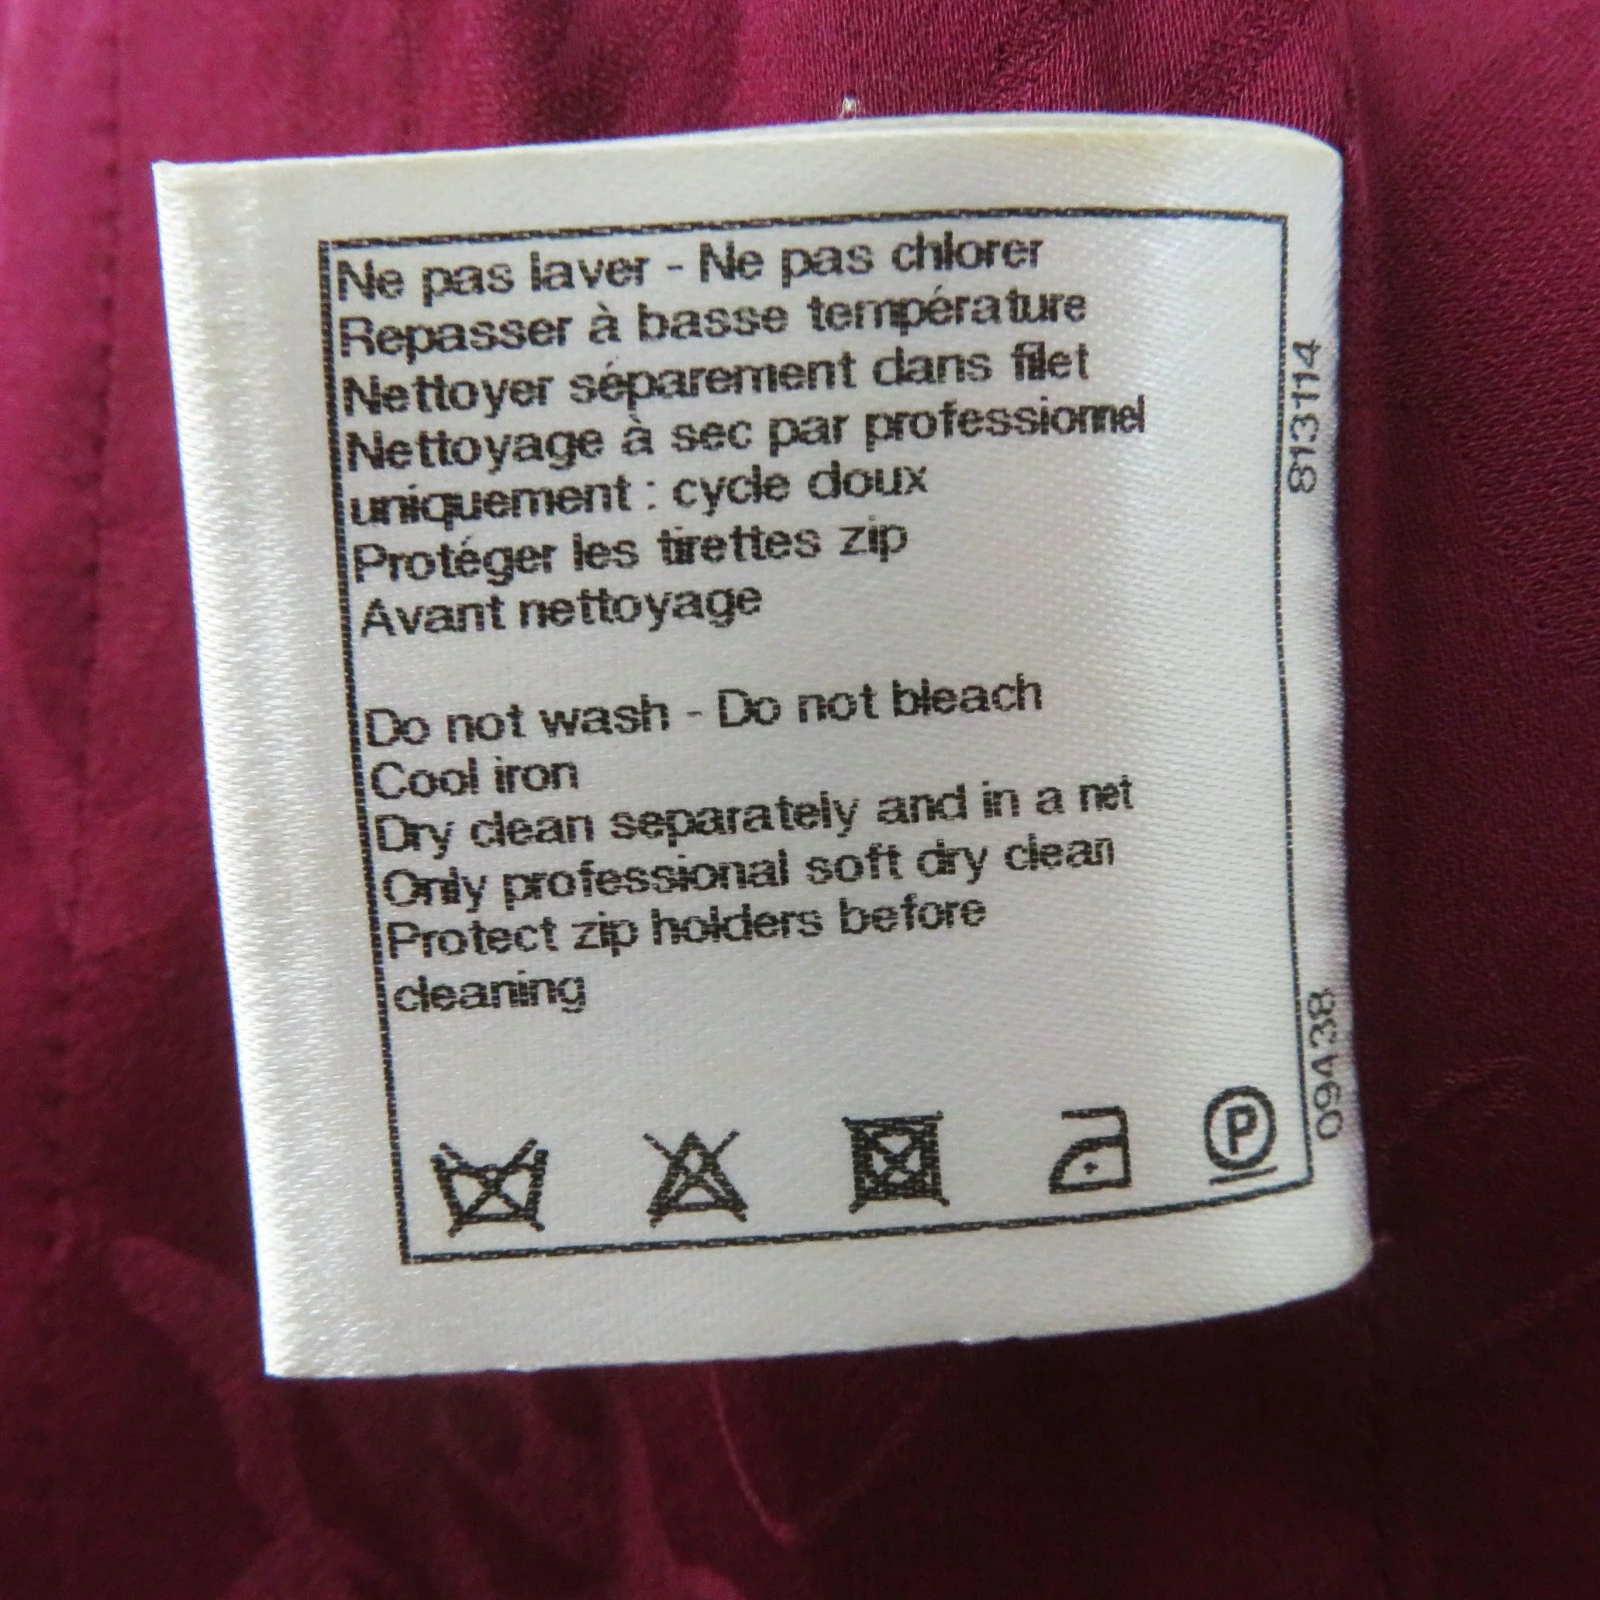 Ne pas laver - Ne pas chlorer
Repasser à basse température
Nettoyer séparement dans filet
Nettoyage à sec par professionnel
uniquement : cycle doux
Protéger les tirettes zip
Avant nettoyage
Do not wash - Do not bleach
Cool iron
Dry clean separately and in a net
Only professional soft dry clean
Protect zip holders before
cleaning
P
813114
09438